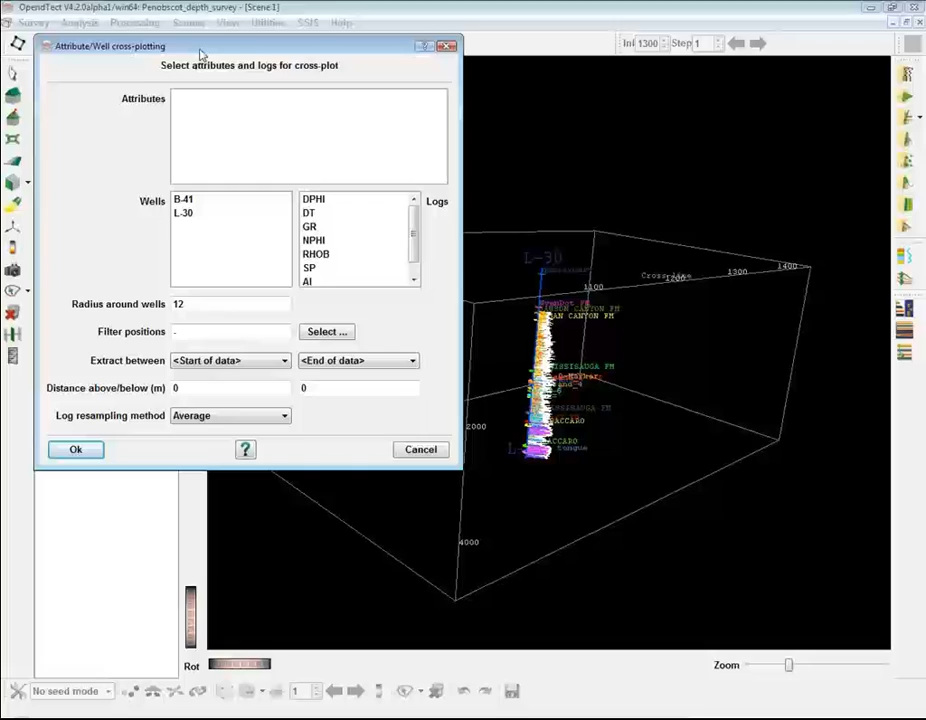 OpendTect V4.2.0alpha1/win64: Penobscot_depth_survey - [Scene1]
Survey Analysis Processing Scenes View Utilities SSIS Help
Inl 1300 Step 1
Attribute/Well cross-plotting
Select attributes and logs for cross-plot
Attributes
Wells
B-41
L-30
DPHI
DT
GR
NPHI
RHOB
SP
AI
Logs
Radius around wells 12
Filter positions - Select ...
Extract between <Start of data> <End of data>
Distance above/below (m) 0 0
Log resampling method Average
Ok ? Cancel
L-30
Cross-line
1100 1200 1300 1400
2000
4000
Rot
Zoom
No seed mode 1